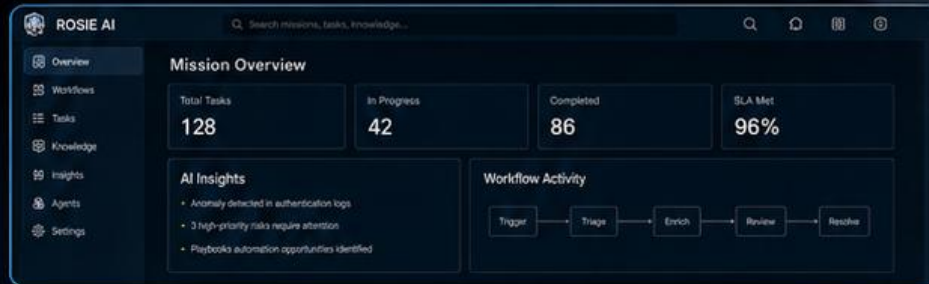 ROSIE AI
Search missions, tasks, knowledge...
Overview
Workflows
Tasks
Knowledge
Insights
Agents
Settings
Mission Overview
Total Tasks
128
In Progress
42
Completed
86
SLA Met
96%
AI Insights
• Anomaly detected in authentication logs
• 3 high-priority risks require attention
• Playbooks automation opportunities identified
Workflow Activity
Trigger
Triage
Enrich
Review
Resolve